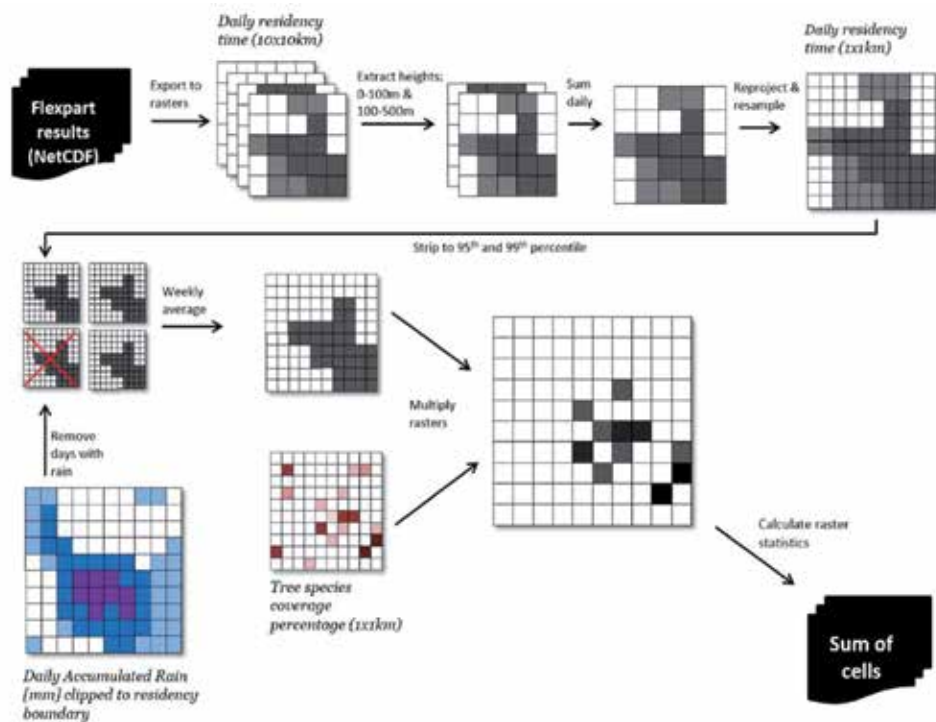 Daily residency
time (10x10km)
Daily residency
time (1x1km)
Flexpart
results
(NetCDF)
Export to
rasters
Extract heights:
0-100m &
100-500m
Sum
daily
Reproject &
resample
Strip to 95th and 99th percentile
Weekly
average
Multiply
rasters
Remove
days with
rain
Tree species
coverage
percentage (1x1km)
Calculate raster
statistics
Sum of
cells
Daily Accumulated Rain
[mm] clipped to residency
boundary